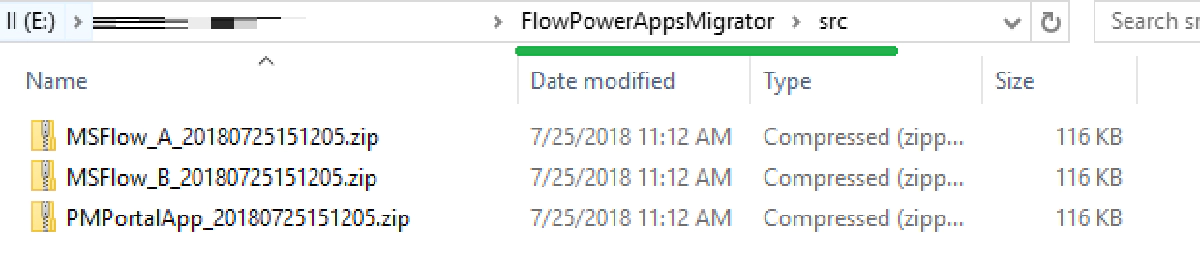 ll (E:) > > FlowPowerAppsMigrator > src Search s
Name Date modified Type Size
MSFlow_A_20180725151205.zip 7/25/2018 11:12 AM Compressed (zipp... 116 KB
MSFlow_B_20180725151205.zip 7/25/2018 11:12 AM Compressed (zipp... 116 KB
PMPortalApp_20180725151205.zip 7/25/2018 11:12 AM Compressed (zipp... 116 KB